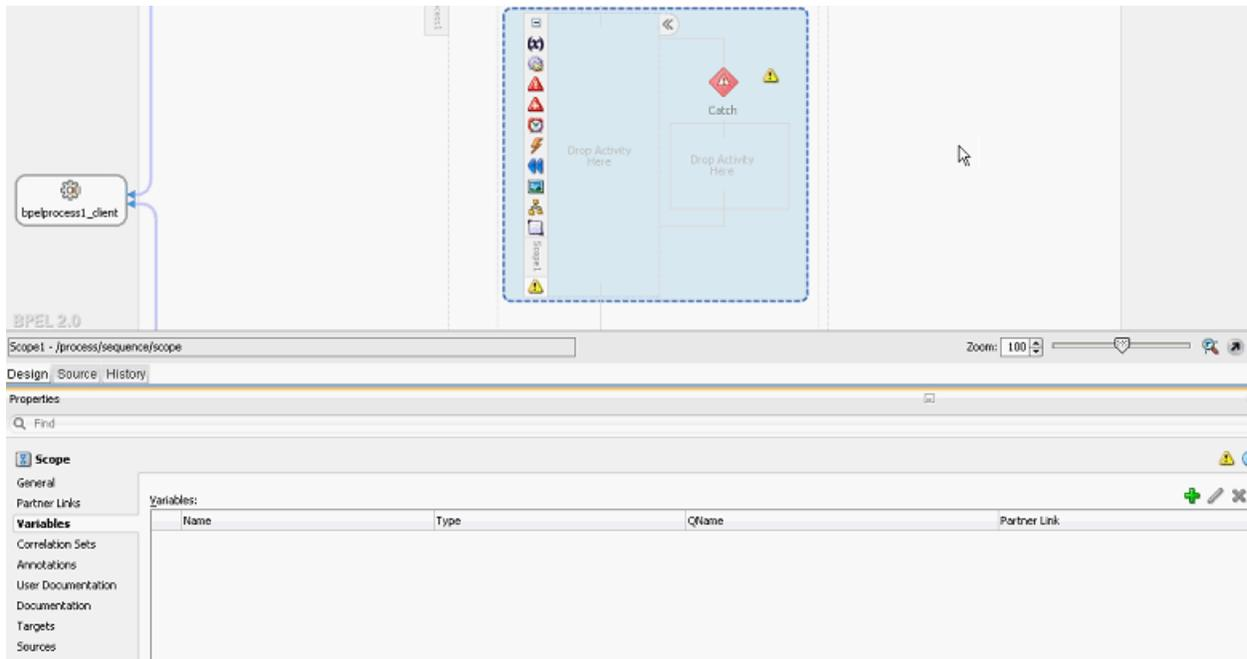 cess1
Catch
Drop Activity
Here
Drop Activity
Here
bpelprocess1_client
Scope1
BPEL 2.0
Scope1 - /process/sequence/scope
Zoom: 100
Design Source History
Properties
Find
Scope
General
Partner Links
Variables
Correlation Sets
Annotations
User Documentation
Documentation
Targets
Sources
Variables:
Name Type QName Partner Link